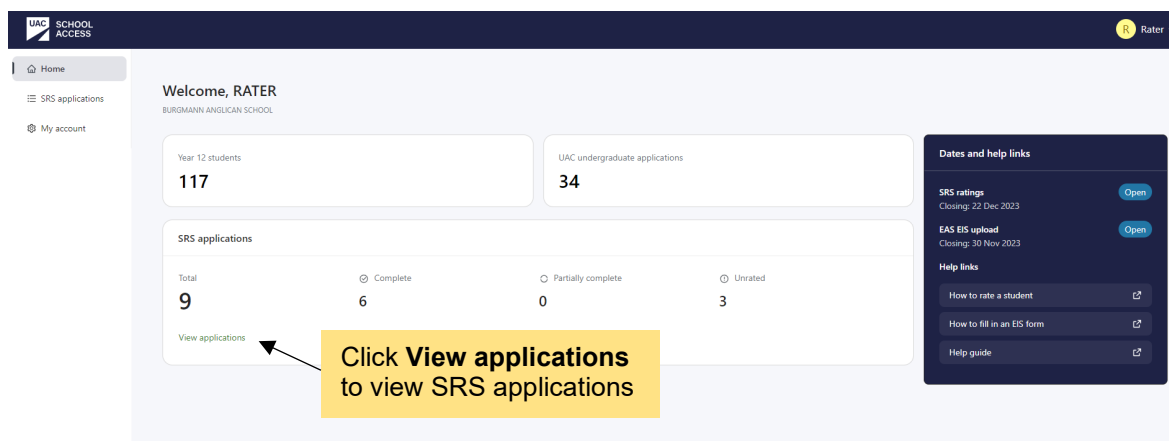 UAC SCHOOL
ACCESS
R Rater
Home
SRS applications
My account
Welcome, RATER
BURGMANN ANGLICAN SCHOOL
Year 12 students
117
UAC undergraduate applications
34
SRS applications
Total
9
Complete
6
Partially complete
0
Unrated
3
View applications
Click View applications
to view SRS applications
Dates and help links
SRS ratings
Open
Closing: 22 Dec 2023
EAS EIS upload
Open
Closing: 30 Nov 2023
Help links
How to rate a student
How to fill in an EIS form
Help guide